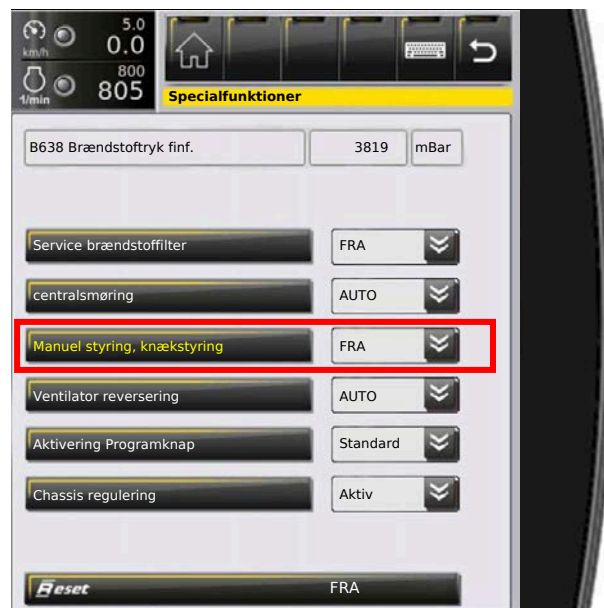 5.0
km/h 0.0
800
1/min 805
Specialfunktioner
B638 Brændstoftryk finf. 3819 mBar
Service brændstoffilter FRA
centralsmøring AUTO
Manuel styring, knækstyring FRA
Ventilator reversering AUTO
Aktivering Programknap Standard
Chassis regulering Aktiv
Reset FRA